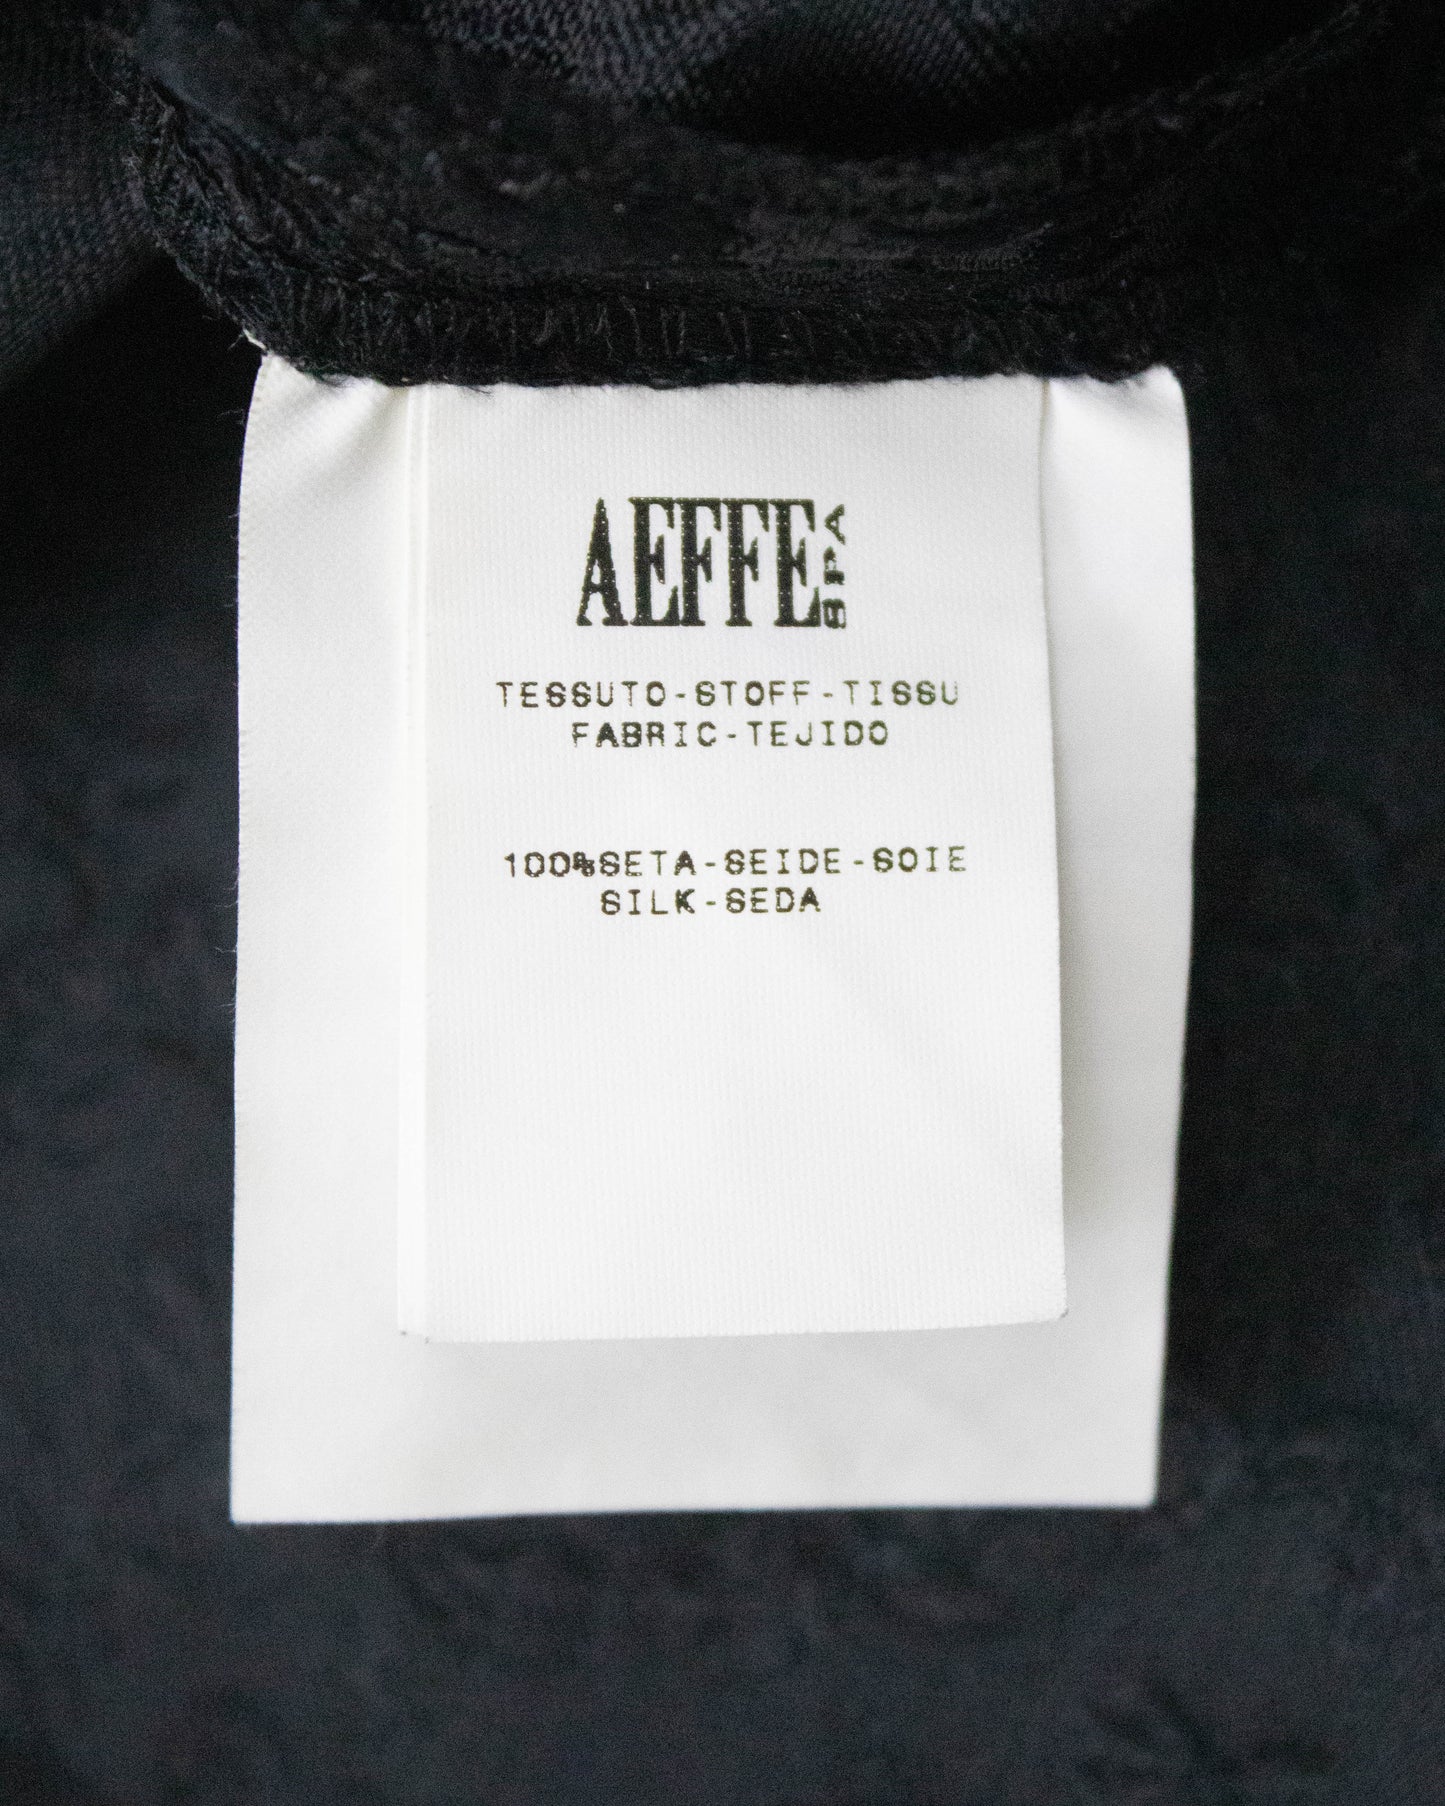 AEFFE SPA
TESSUTO-STOFF-TISSU
FABRIC-TEJIDO
100%SETA-SEIDE-SOIE
SILK-SEDA